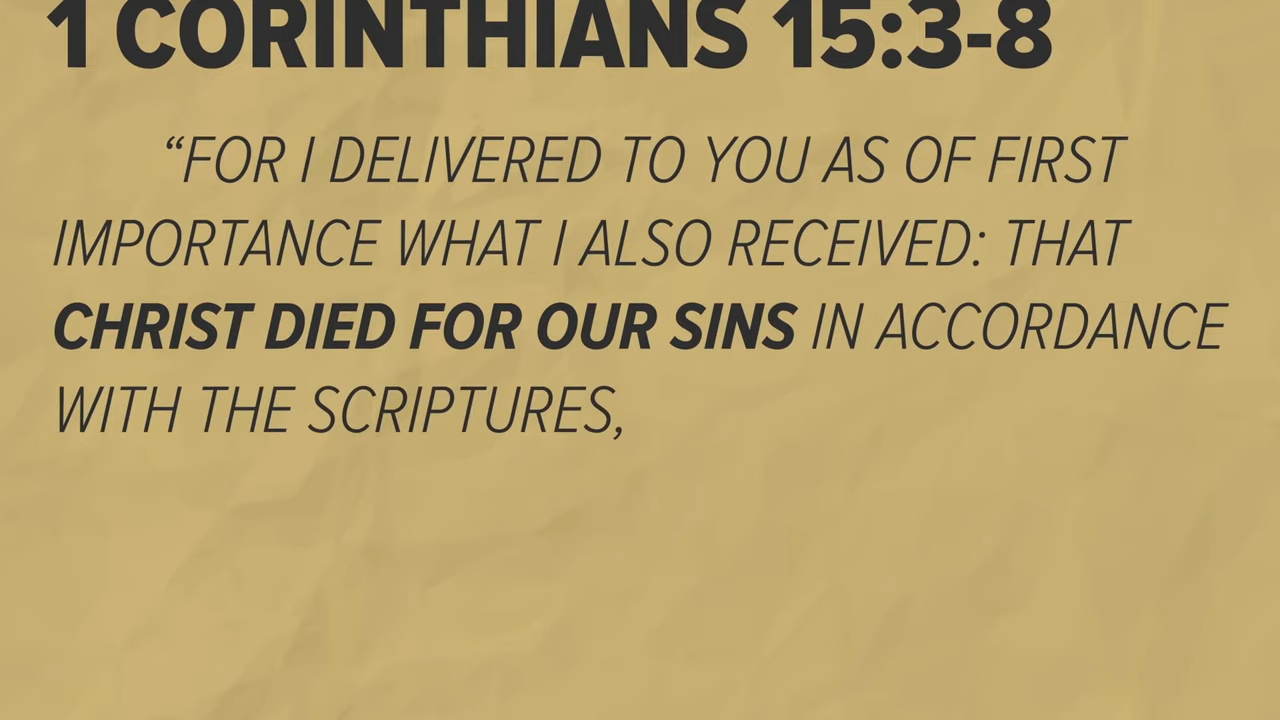 1 CORINTHIANS 15:3-8
“FOR I DELIVERED TO YOU AS OF FIRST
IMPORTANCE WHAT I ALSO RECEIVED: THAT
CHRIST DIED FOR OUR SINS IN ACCORDANCE
WITH THE SCRIPTURES,